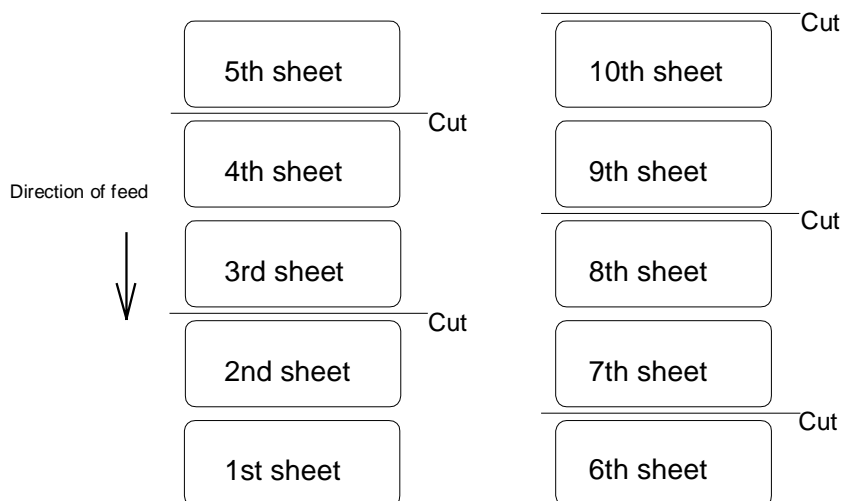 Cut
5th sheet
10th sheet
Cut
4th sheet
9th sheet
Direction of feed
Cut
3rd sheet
8th sheet
Cut
2nd sheet
7th sheet
Cut
1st sheet
6th sheet